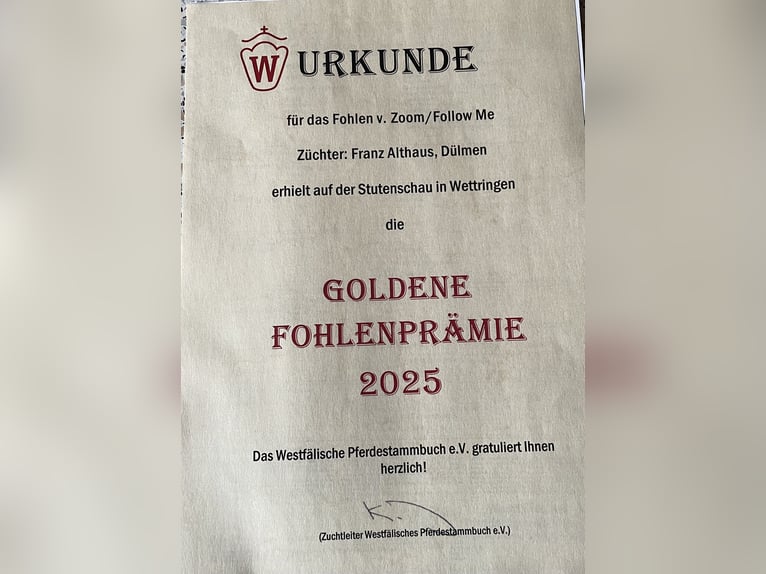 W URKUNDE
für das Fohlen v. Zoom/Follow Me
Züchter: Franz Althaus, Dülmen
erhielt auf der Stutenschau in Wettringen
die
GOLDENE
FOHLENPRÄMIE
2025
Das Westfälische Pferdestammbuch e.V. gratuliert Ihnen
herzlich!
(Zuchtleiter Westfälisches Pferdestammbuch e.V.)